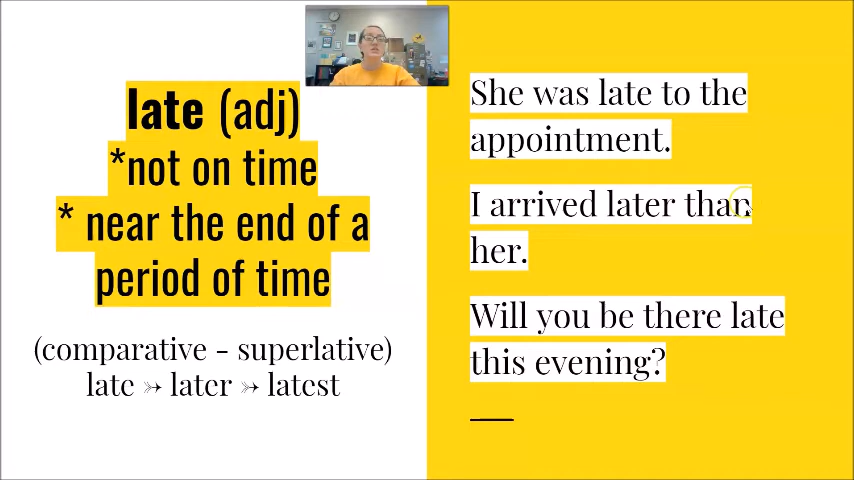 late (adj)
*not on time
* near the end of a
period of time
(comparative - superlative)
late ➳ later ➳ latest
She was late to the
appointment.
I arrived later than
her.
Will you be there late
this evening?